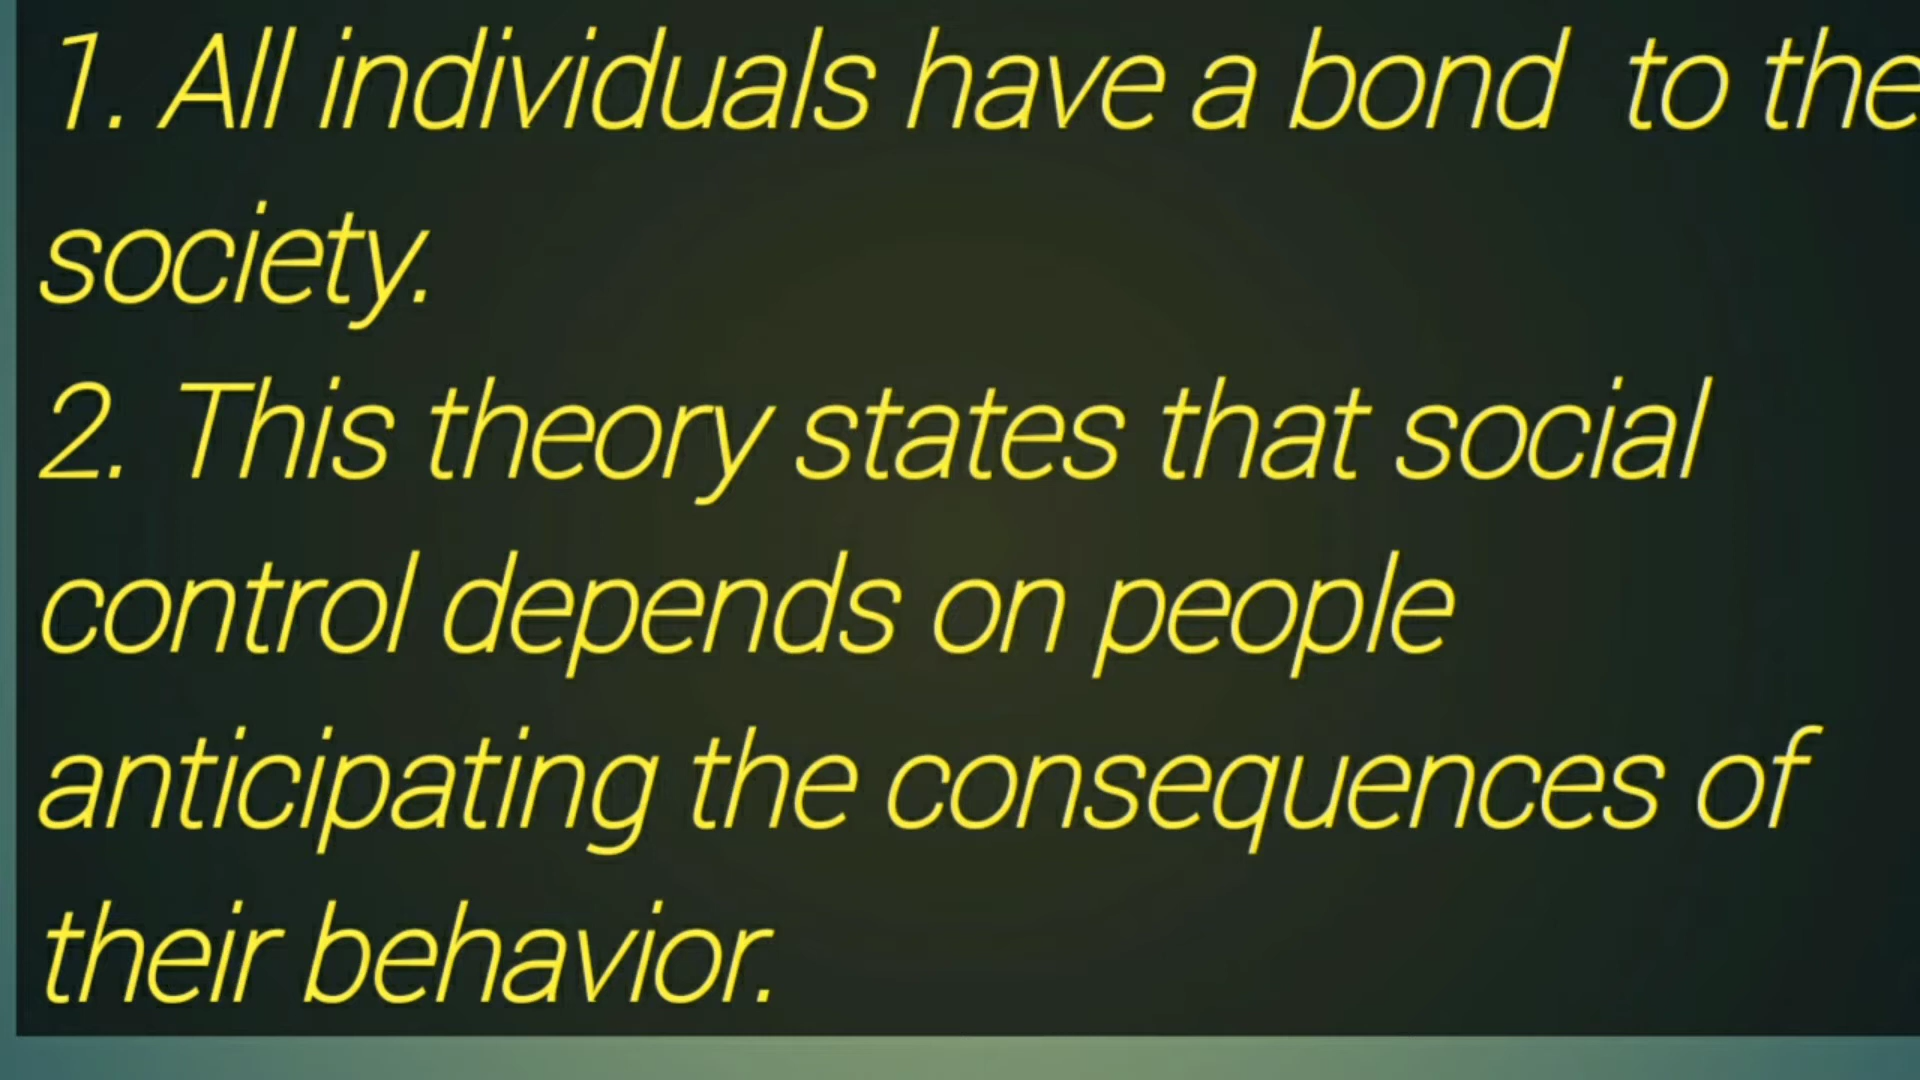 1. All individuals have a bond  to the
society.
2.  This theory states that social
control depends on people
anticipating the consequences of
their behavior.